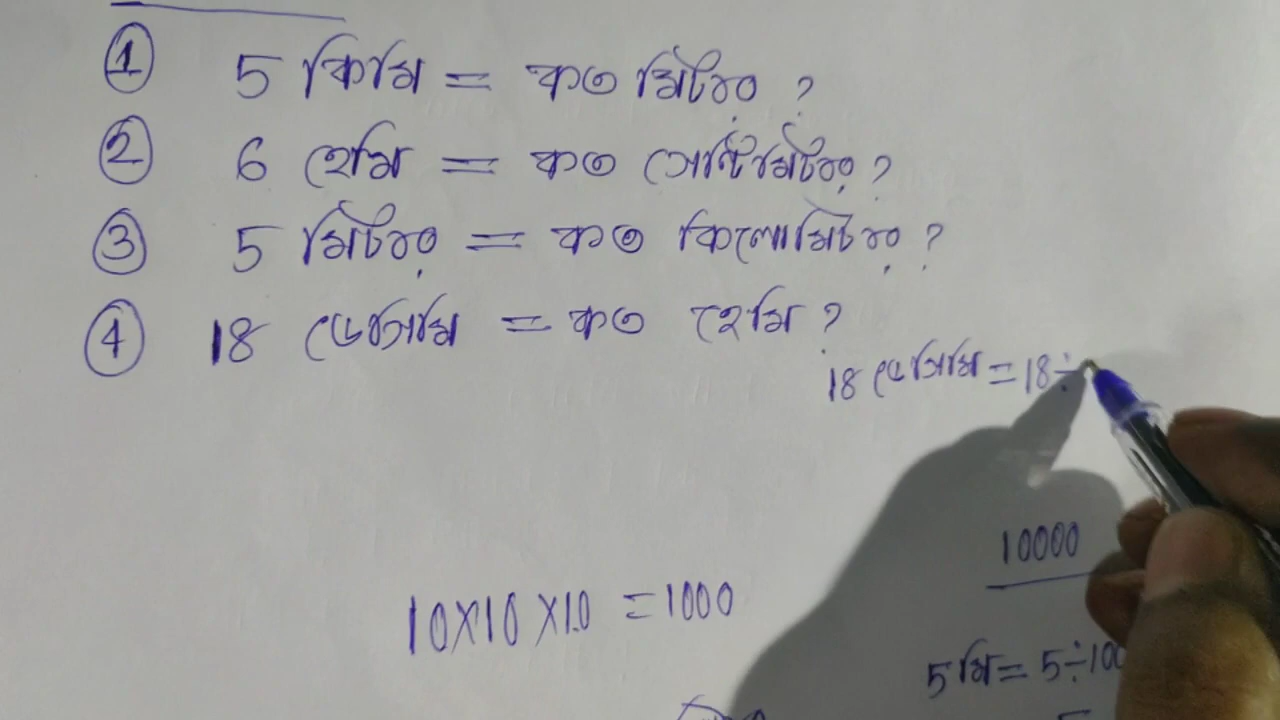 ① 5 কিমি = কত মিটার ?
② 6 হেমি = কত সেন্টিমিটার ?
③ 5 মিটার = কত কিলোমিটার ?
④ 18 ডেসিমি = কত হেমি ?
18 ডেসিমি = 18 ÷
10000
10×10×10 = 1000
5 মি = 5÷100